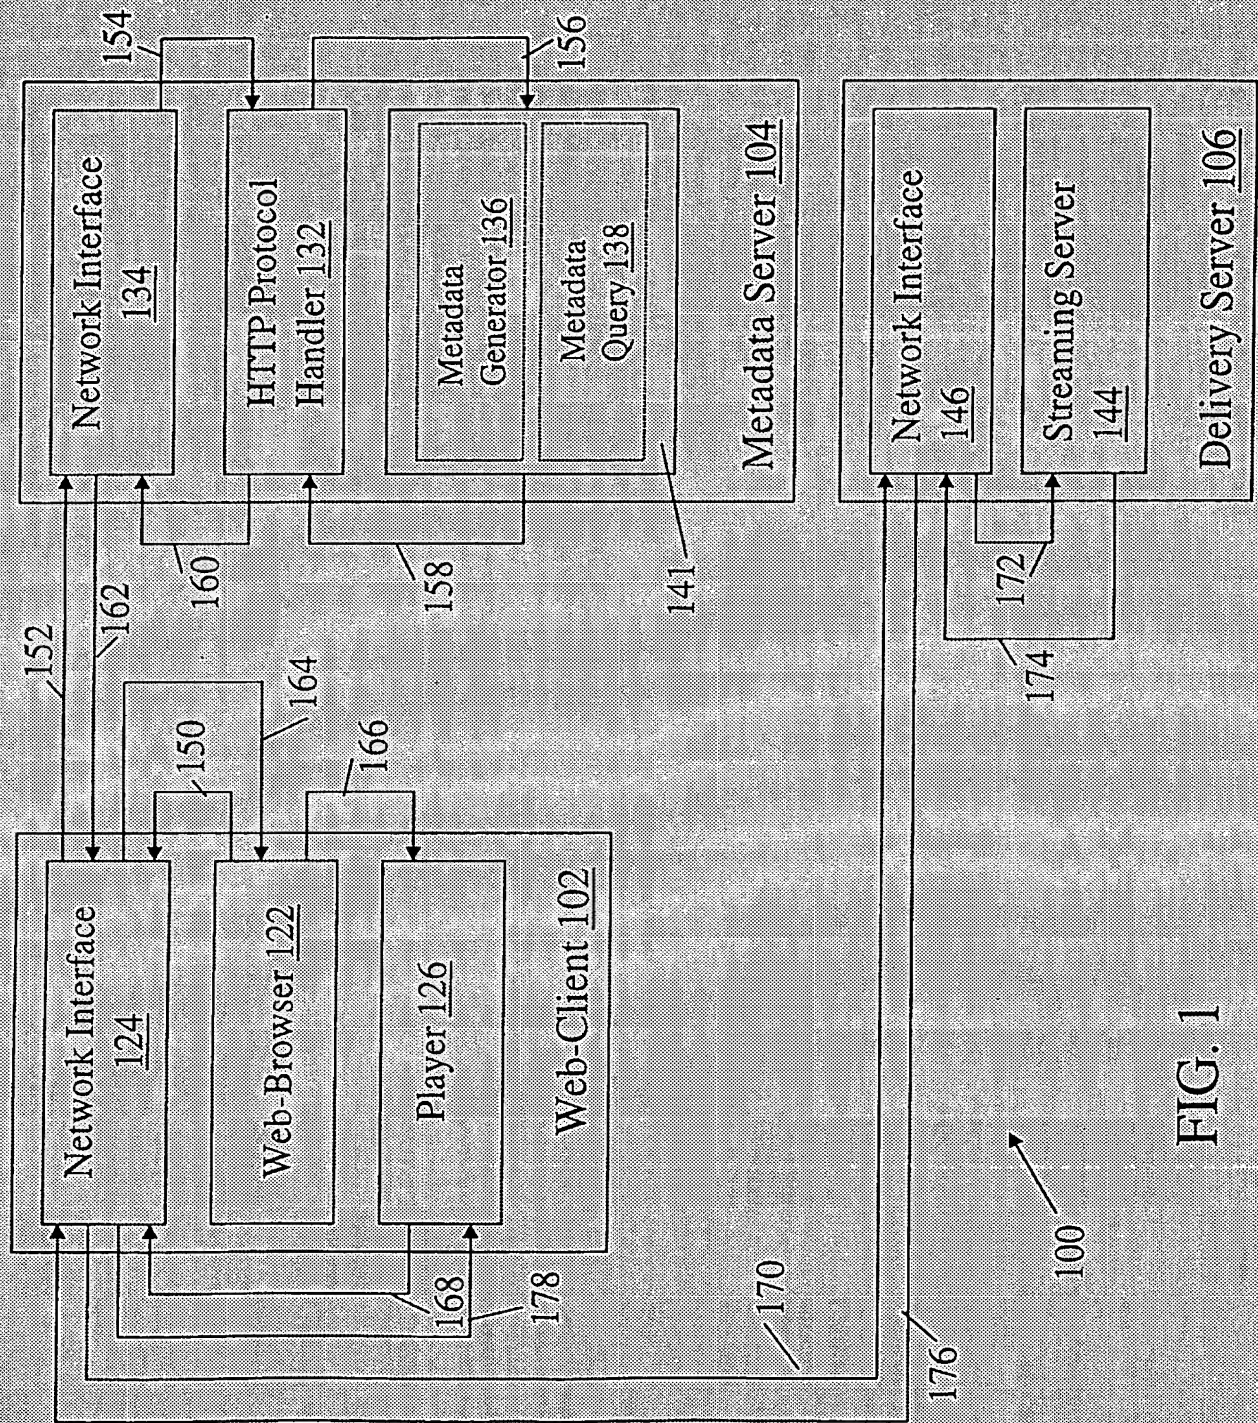 152
162
164
150
166
Network Interface
124
Web-Browser 122
Player 126
Web-Client 102
168
178
170
176
154
156
Network Interface
134
HTTP Protocol
Handler 132
Metadata
Generator 136
Metadata
Query 138
Metadata Server 104
160
158
141
Network Interface
146
Streaming Server
144
Delivery Server 106
172
174
100
FIG. 1